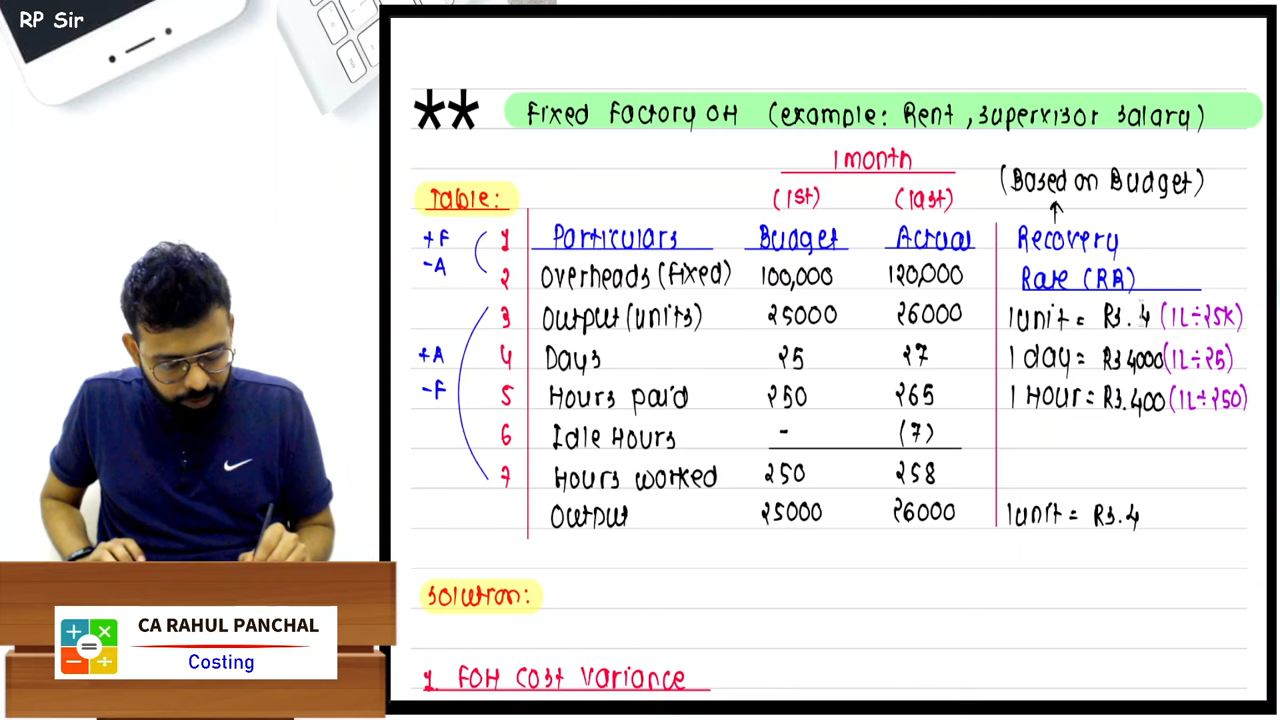 RP Sir
** Fixed Factory OH (example: Rent, supervisor salary)
1 month
(Based on Budget)
Table: (1st) (last)
+F 1 Particulars Budget Actual Recovery
-A 2 Overheads (fixed) 100,000 120,000 Rate (RR)
3 Output (units) 25000 26000 1 unit = Rs. 4 (1L÷25K)
+A 4 Days 25 27 1 day = Rs 4000 (1L÷25)
-F 5 Hours paid 250 265 1 Hour = Rs. 400 (1L÷250)
6 Idle Hours - (7)
7 Hours worked 250 258
Output 25000 26000 1 unit = Rs. 4
Solution:
1. FOH Cost Variance
CA RAHUL PANCHAL
Costing